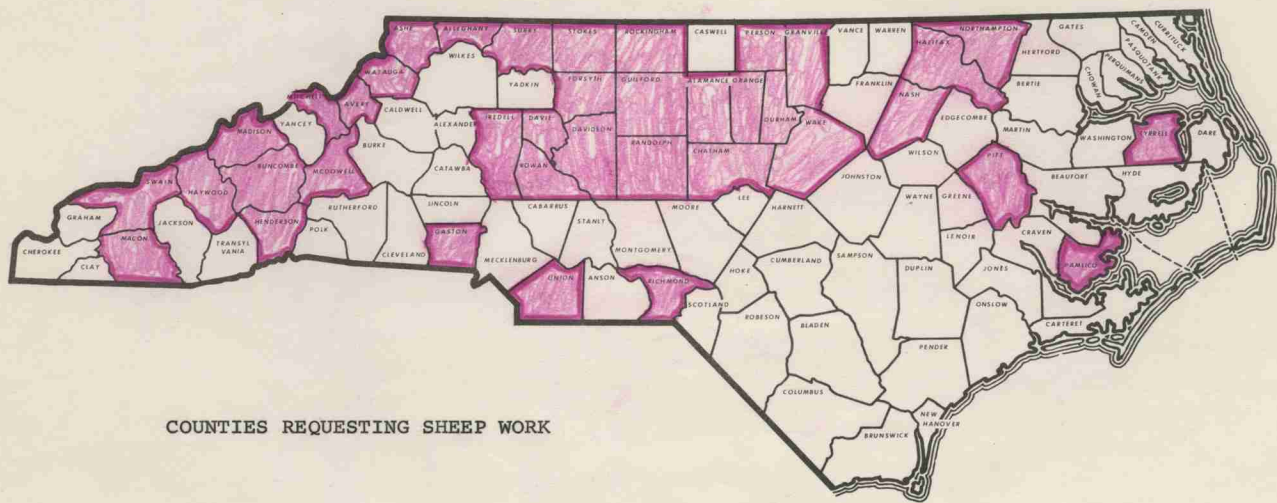 ASHE
ALLEGHANY
SURRY
STOKES
ROCKINGHAM
CASWELL
PERSON
GRANVILLE
VANCE
WARREN
HALIFAX
NORTHAMPTON
GATES
HERTFORD
CURRITUCK
CAMDEN
PASQUOTANK
PERQUIMANS
CHOWAN
WATAUGA
WILKES
YADKIN
FORSYTH
GUILFORD
ALAMANCE
ORANGE
DURHAM
FRANKLIN
NASH
EDGECOMBE
BERTIE
MARTIN
WASHINGTON
TYRRELL
DARE
MITCHELL
AVERY
CALDWELL
ALEXANDER
IREDELL
DAVIE
DAVIDSON
RANDOLPH
CHATHAM
WAKE
WILSON
PITT
BEAUFORT
HYDE
MADISON
YANCEY
BURKE
CATAWBA
ROWAN
JOHNSTON
GREENE
WAYNE
SWAIN
HAYWOOD
BUNCOMBE
MCDOWELL
RUTHERFORD
LINCOLN
CABARRUS
STANLY
MONTGOMERY
MOORE
LEE
HARNETT
LENOIR
CRAVEN
PAMLICO
GRAHAM
JACKSON
HENDERSON
POLK
CLEVELAND
GASTON
MECKLENBURG
CHEROKEE
CLAY
MACON
TRANSYL
VANIA
UNION
ANSON
RICHMOND
HOKE
CUMBERLAND
SAMPSON
DUPLIN
JONES
ONSLOW
CARTERET
SCOTLAND
ROBESON
BLADEN
PENDER
COLUMBUS
NEW
HANOVER
BRUNSWICK
COUNTIES REQUESTING SHEEP WORK